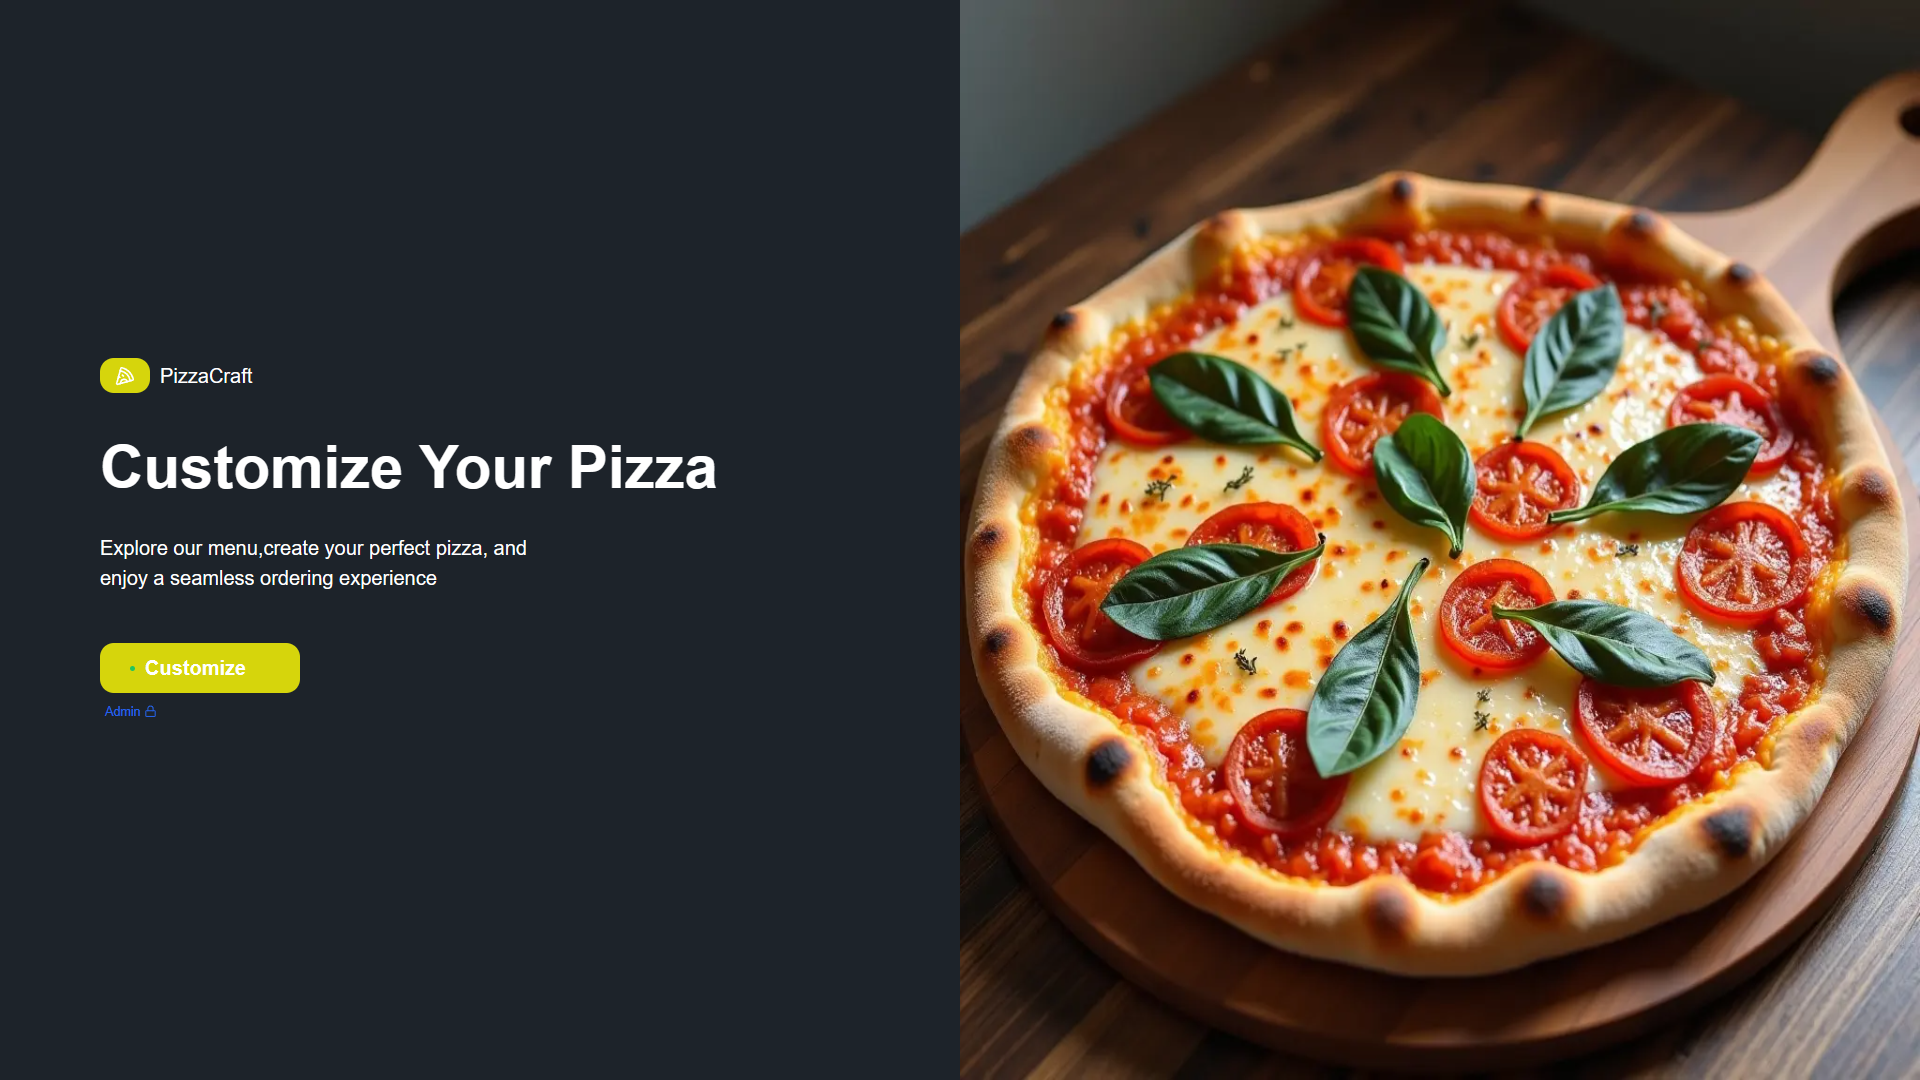 PizzaCraft
Customize Your Pizza
Explore our menu,create your perfect pizza, and
enjoy a seamless ordering experience
Customize
Admin